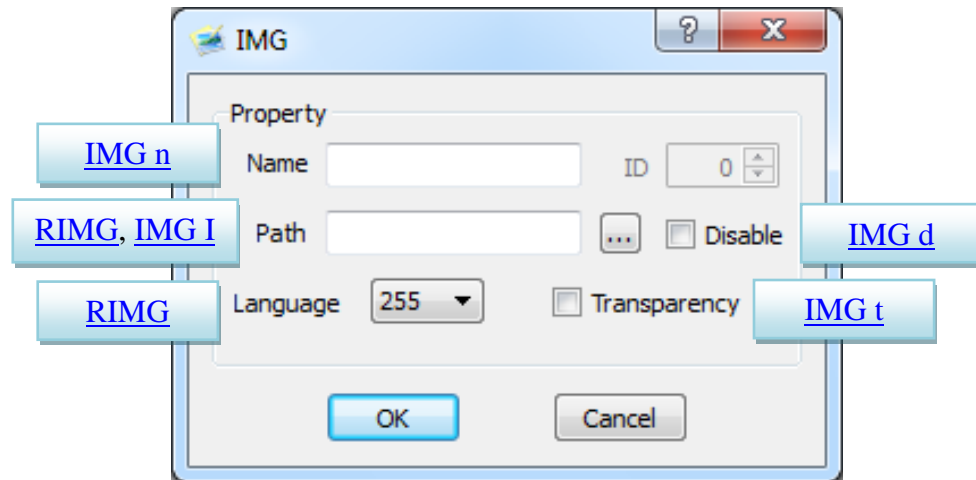 IMG
?
X
Property
IMG n
Name
ID
0
RIMG, IMG I
Path
...
Disable
IMG d
RIMG
Language
255
Transparency
IMG t
OK
Cancel